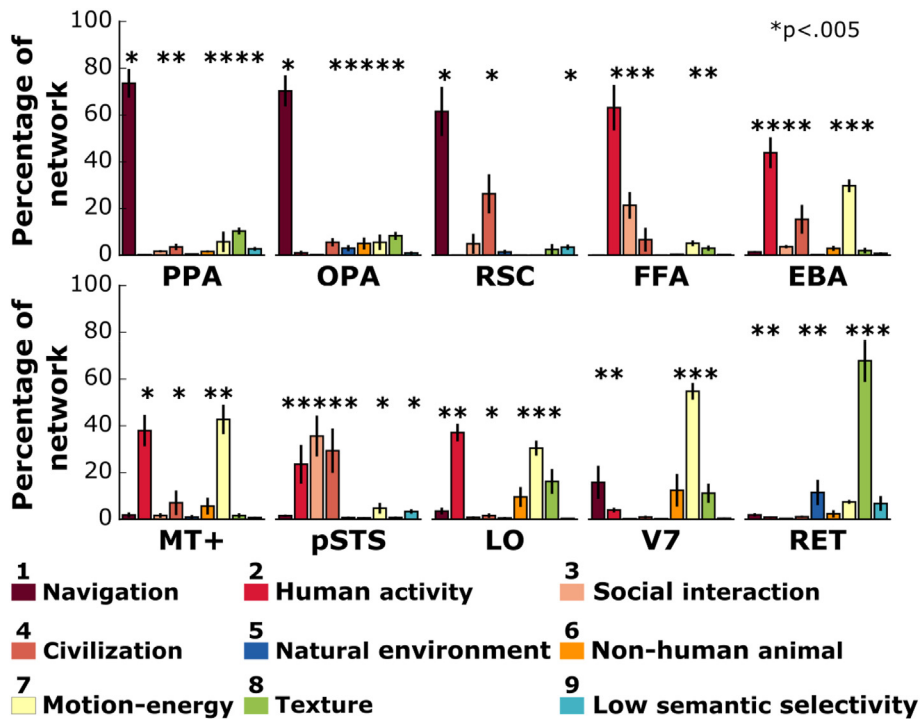 100
80
60
40
20
0
Percentage of
network
*p<.005
* ** ****
* *****
* * *
*** **
**** ***
PPA OPA RSC FFA EBA
100
80
60
40
20
0
Percentage of
network
* * **
***** * *
** * ***
** ***
** ** ***
MT+ pSTS LO V7 RET
1 2 3
Navigation Human activity Social interaction
4 5 6
Civilization Natural environment Non-human animal
7 8 9
Motion-energy Texture Low semantic selectivity